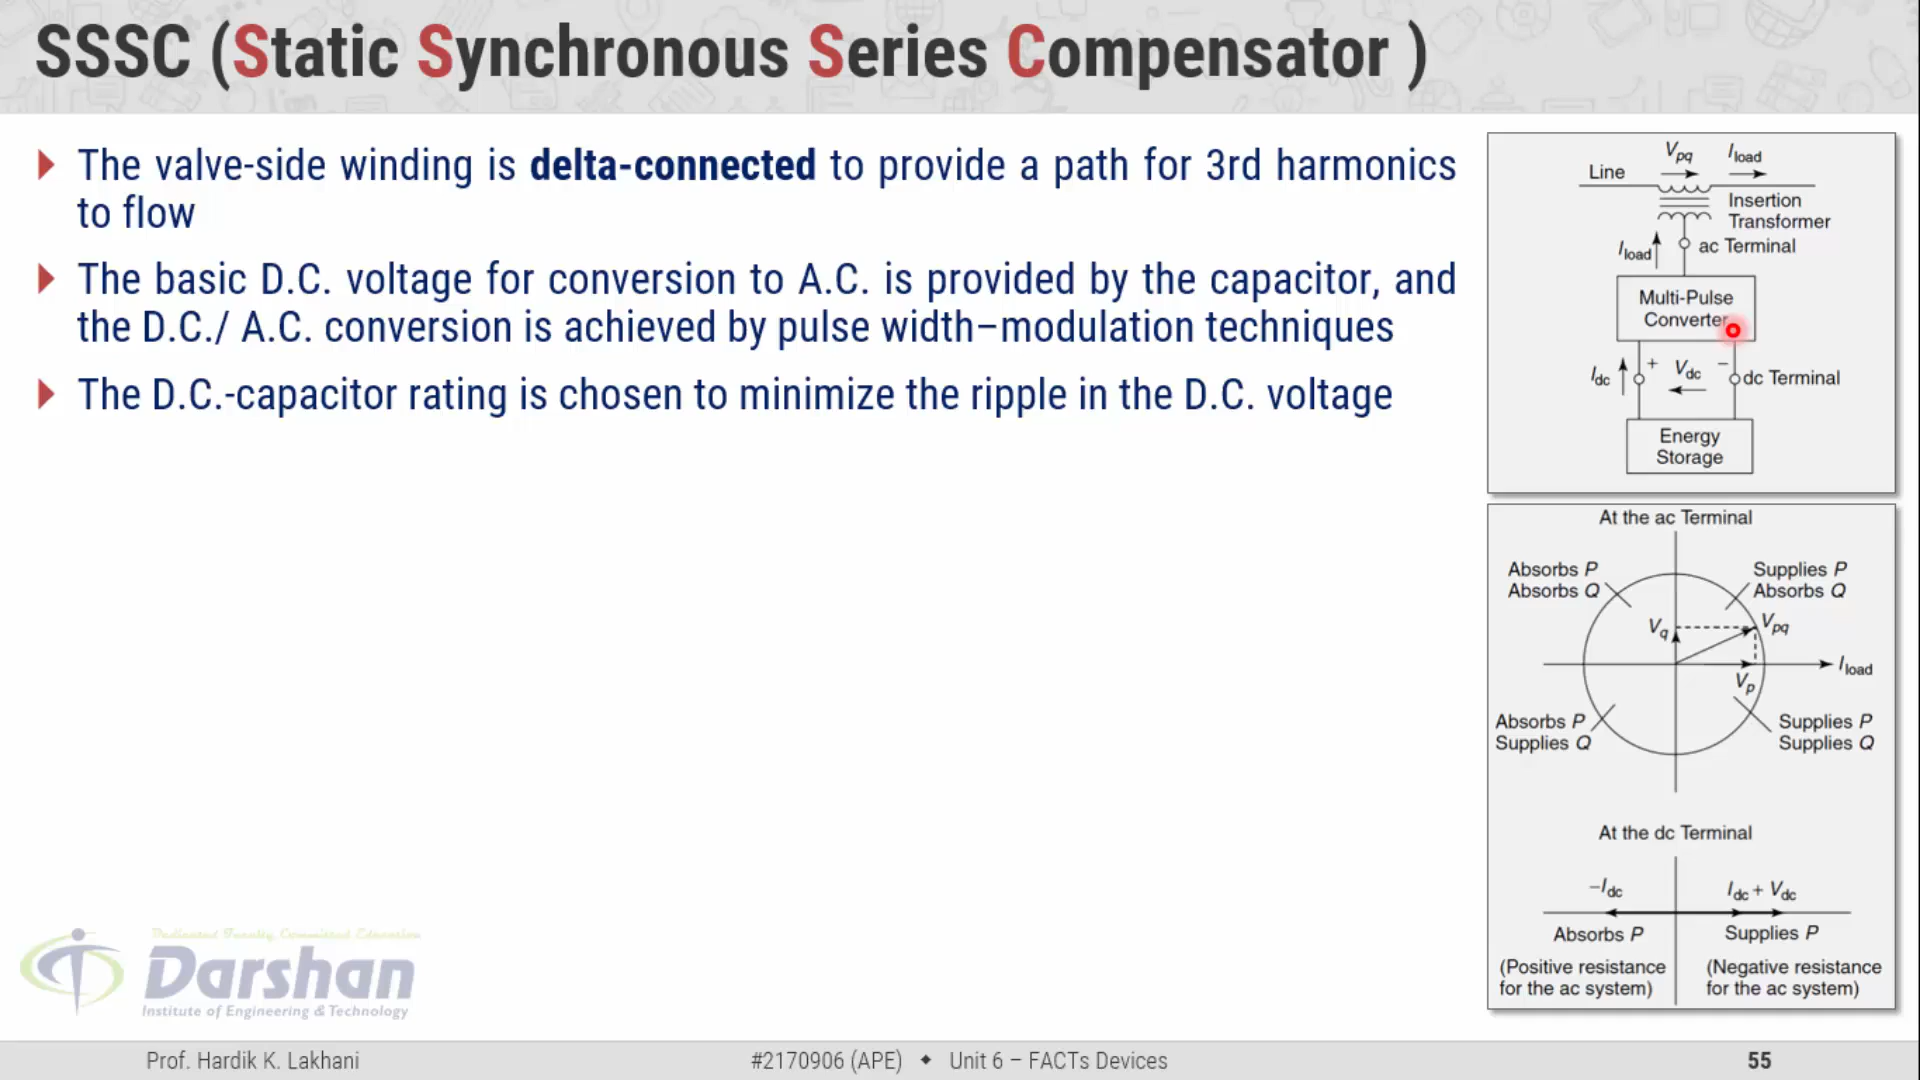 SSSC (Static Synchronous Series Compensator )
The valve-side winding is delta-connected to provide a path for 3rd harmonics
to flow
The basic D.C. voltage for conversion to A.C. is provided by the capacitor, and
the D.C./ A.C. conversion is achieved by pulse width–modulation techniques
The D.C.-capacitor rating is chosen to minimize the ripple in the D.C. voltage
Vpq Iload
Line
Insertion
Transformer
Iload ac Terminal
Multi-Pulse
Converter
Idc + Vdc − dc Terminal
Energy
Storage
At the ac Terminal
Absorbs P Supplies P
Absorbs Q Absorbs Q
Vq Vpq
Iload
Vp
Absorbs P Supplies P
Supplies Q Supplies Q
At the dc Terminal
−Idc Idc + Vdc
Absorbs P Supplies P
(Positive resistance (Negative resistance
for the ac system) for the ac system)
Dedicated Faculty, Committed Education
Darshan
Institute of Engineering & Technology
Prof. Hardik K. Lakhani #2170906 (APE) ◆ Unit 6 – FACTs Devices 55